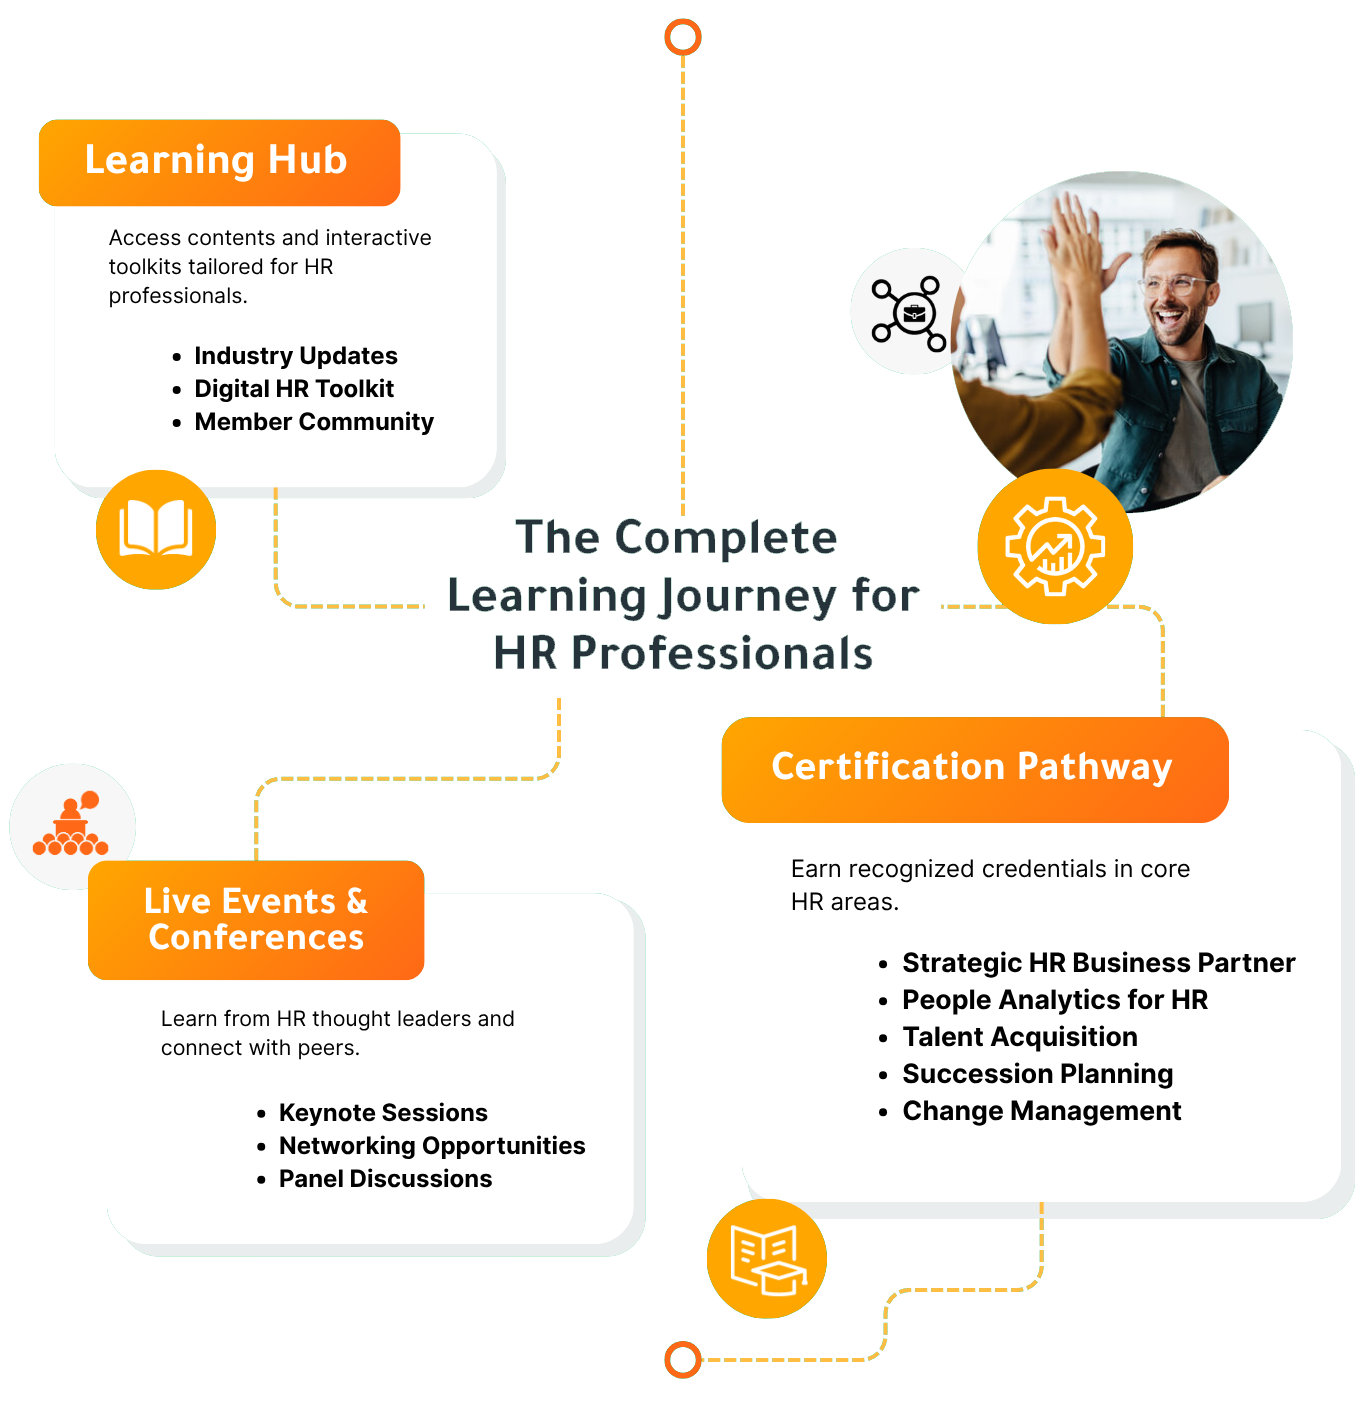 Learning Hub
Access contents and interactive
toolkits tailored for HR
professionals.
• Industry Updates
• Digital HR Toolkit
• Member Community
The Complete
Learning Journey for
HR Professionals
Live Events &
Conferences
Learn from HR thought leaders and
connect with peers.
• Keynote Sessions
• Networking Opportunities
• Panel Discussions
Certification Pathway
Earn recognized credentials in core
HR areas.
• Strategic HR Business Partner
• People Analytics for HR
• Talent Acquisition
• Succession Planning
• Change Management